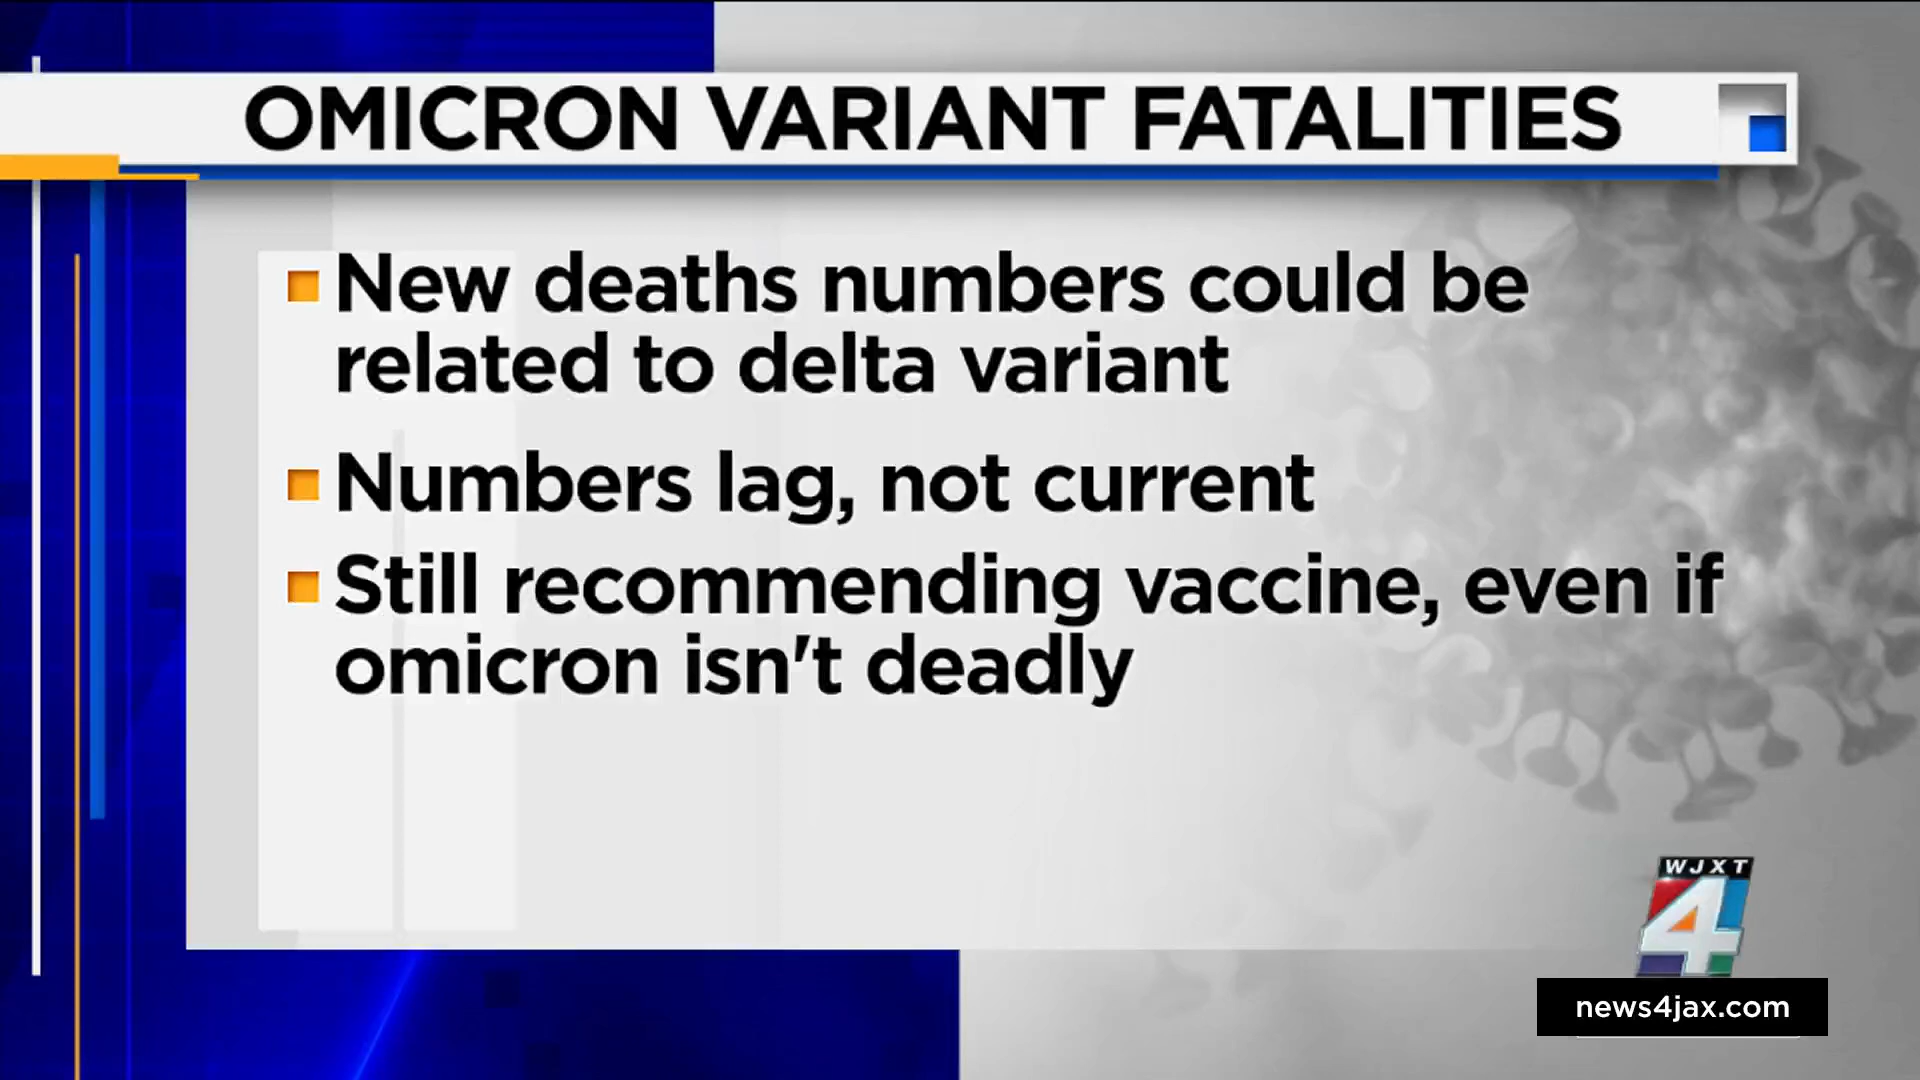 OMICRON VARIANT FATALITIES
New deaths numbers could be
related to delta variant
Numbers lag, not current
Still recommending vaccine, even if
omicron isn't deadly
WJXT
4
news4jax.com